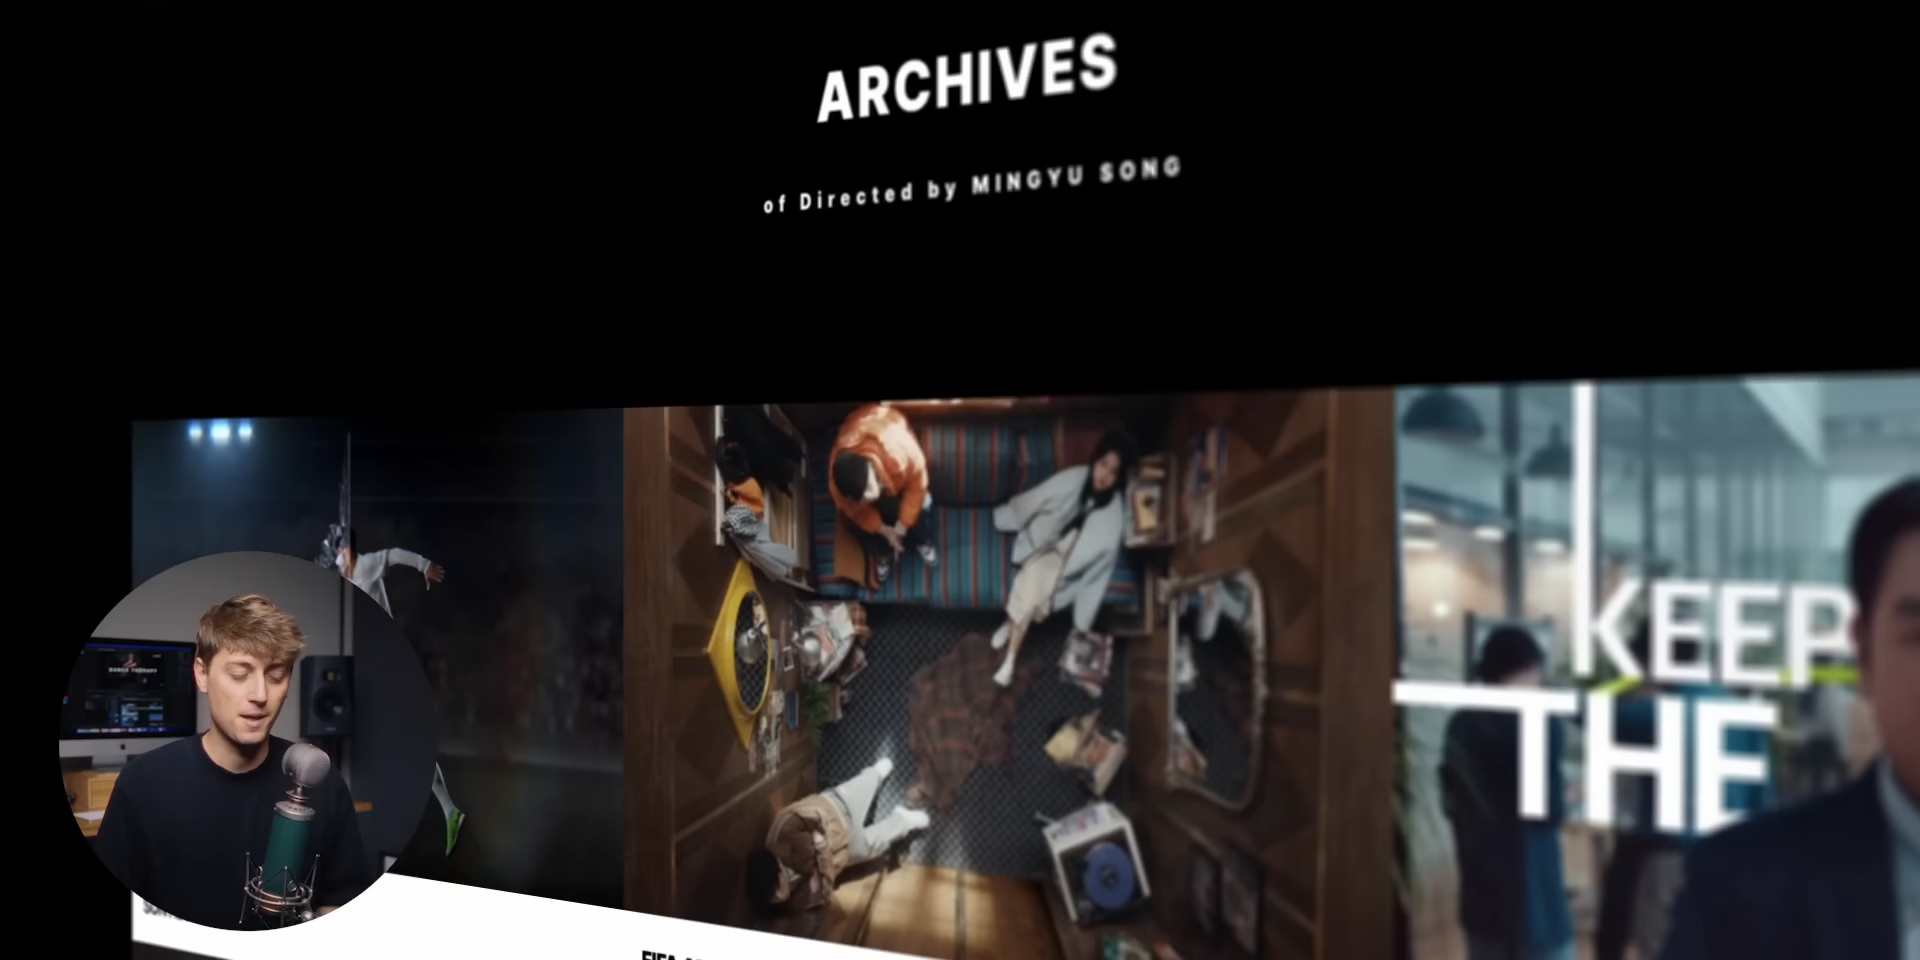 ARCHIVES
of Directed by MINGYU SONG
KEEP
THE